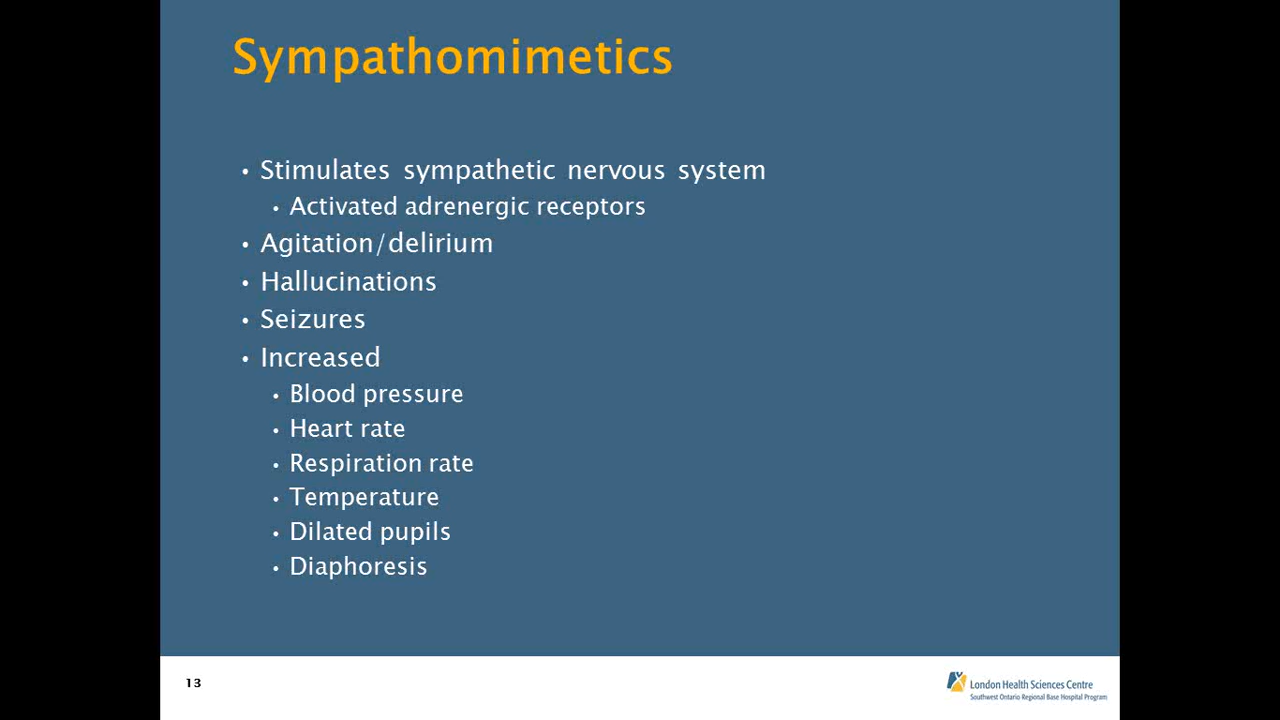 Sympathomimetics
• Stimulates sympathetic nervous system
• Activated adrenergic receptors
• Agitation/delirium
• Hallucinations
• Seizures
• Increased
• Blood pressure
• Heart rate
• Respiration rate
• Temperature
• Dilated pupils
• Diaphoresis
13
London Health Sciences Centre
Southwest Ontario Regional Base Hospital Program